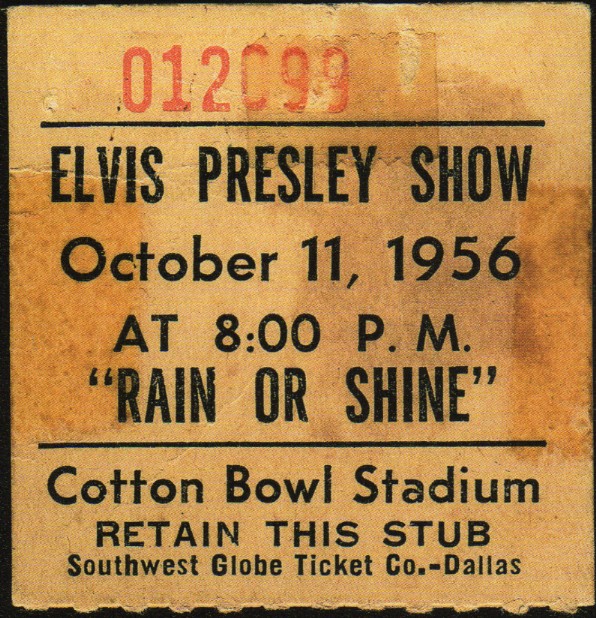 012099
ELVIS PRESLEY SHOW
October 11, 1956
AT 8:00 P. M.
"RAIN OR SHINE"
Cotton Bowl Stadium
RETAIN THIS STUB
Southwest Globe Ticket Co.-Dallas